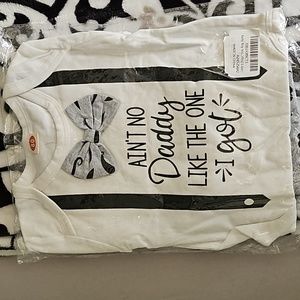 AIN'T NO
Daddy
LIKE THE ONE
I got